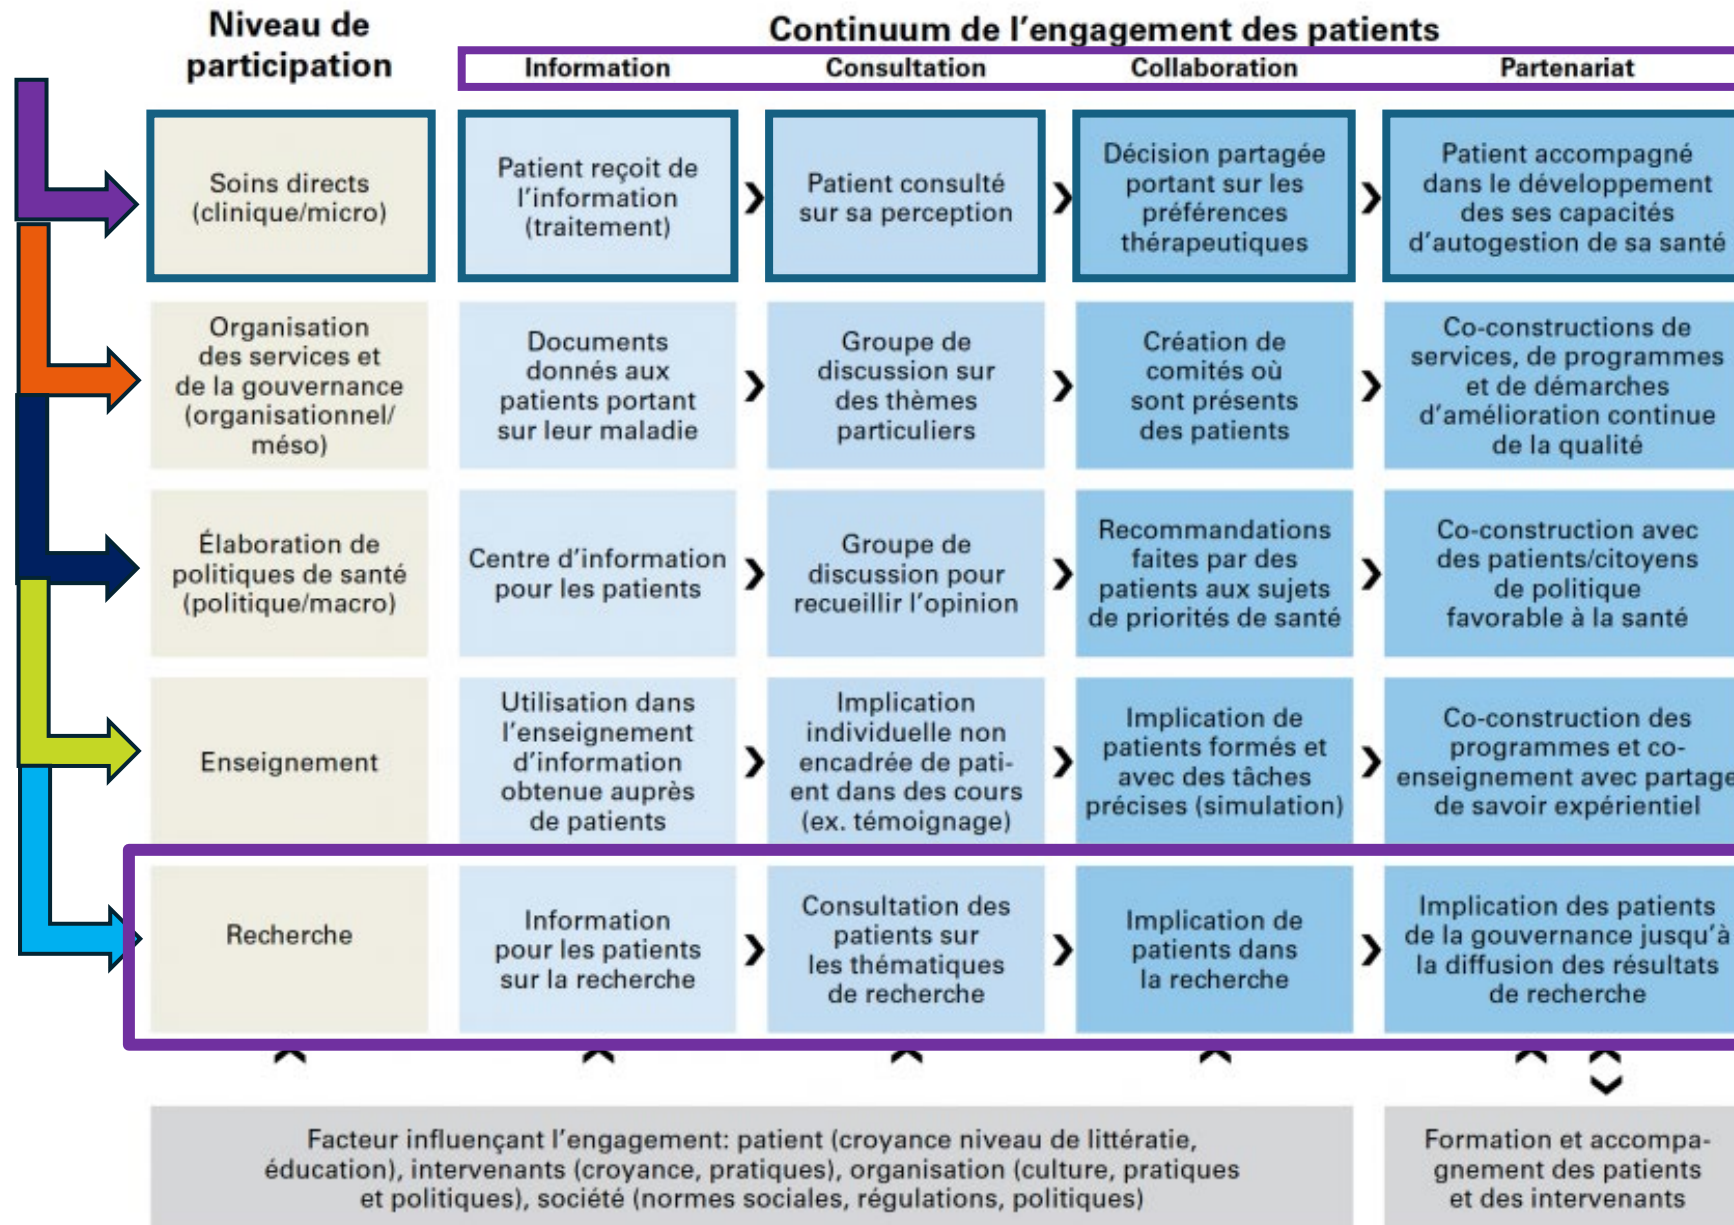 Niveau de
participation
Continuum de l'engagement des patients
Information
Consultation
Collaboration
Partenariat
Soins directs
(clinique/micro)
Patient reçoit de
l'information
(traitement)
Patient consulté
sur sa perception
Décision partagée
portant sur les
préférences
thérapeutiques
Patient accompagné
dans le développement
des ses capacités
d'autogestion de sa santé
Organisation
des services et
de la gouvernance
(organisationnel/
méso)
Documents
donnés aux
patients portant
sur leur maladie
Groupe de
discussion sur
des thèmes
particuliers
Création de
comités où
sont présents
des patients
Co-constructions de
services, de programmes
et de démarches
d'amélioration continue
de la qualité
Élaboration de
politiques de santé
(politique/macro)
Centre d'information
pour les patients
Groupe de
discussion pour
recueillir l'opinion
Recommandations
faites par des
patients aux sujets
de priorités de santé
Co-construction avec
des patients/citoyens
de politique
favorable à la santé
Enseignement
Utilisation dans
l'enseignement
d'information
obtenue auprès
de patients
Implication
individuelle non
encadrée de pati-
ent dans des cours
(ex. témoignage)
Implication de
patients formés et
avec des tâches
précises (simulation)
Co-construction des
programmes et co-
enseignement avec partage
de savoir expérientiel
Recherche
Information
pour les patients
sur la recherche
Consultation des
patients sur
les thématiques
de recherche
Implication de
patients dans
la recherche
Implication des patients
de la gouvernance jusqu'à
la diffusion des résultats
de recherche
Facteur influençant l'engagement: patient (croyance niveau de littératie,
éducation), intervenants (croyance, pratiques), organisation (culture, pratiques
et politiques), société (normes sociales, régulations, politiques)
Formation et accompa-
gnement des patients
et des intervenants